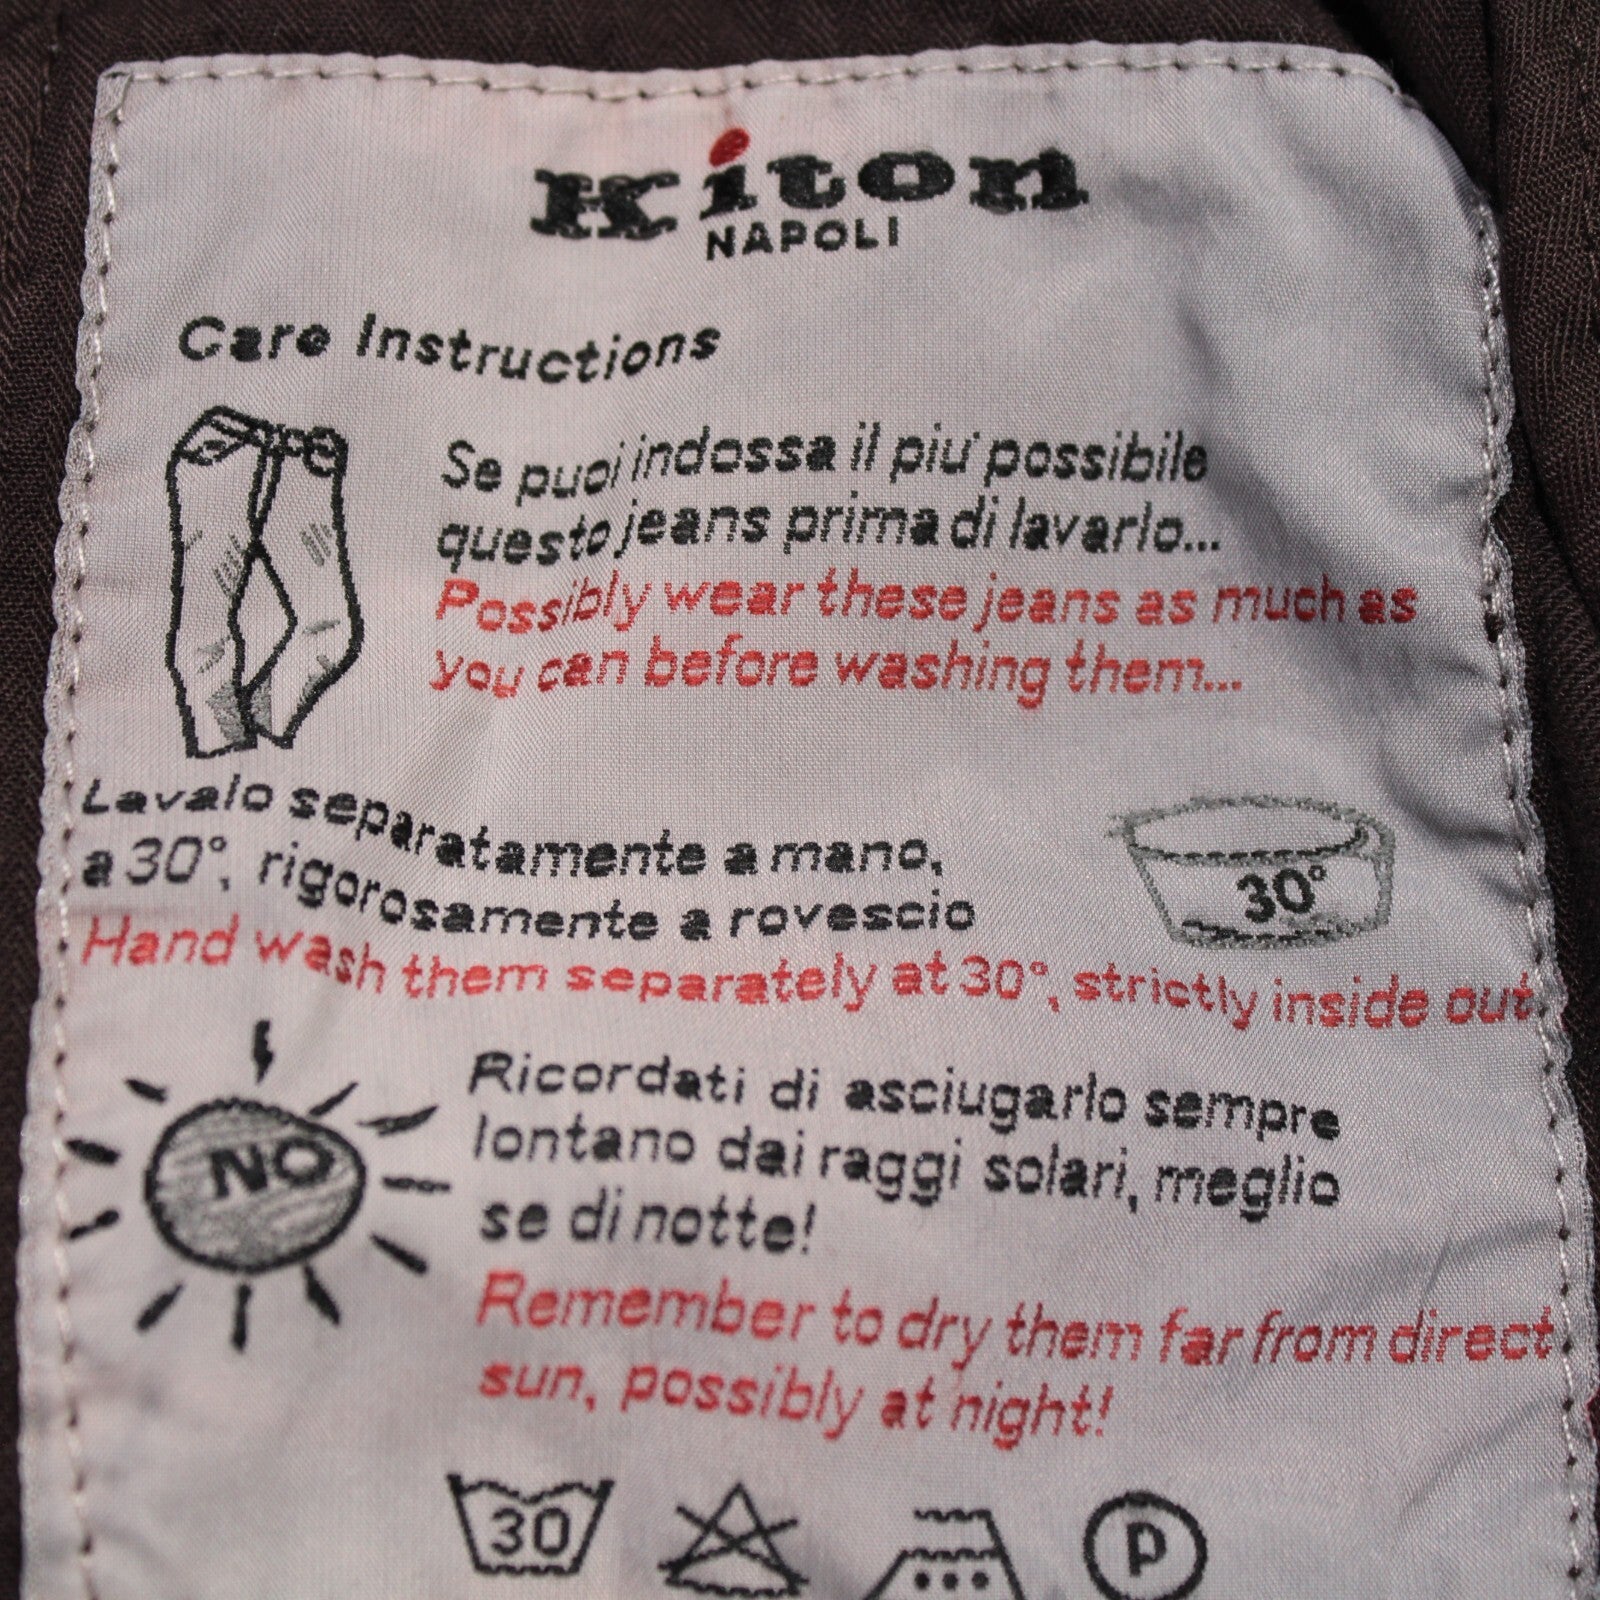 Kiton
NAPOLI
Care Instructions
Se puoi indossa il piu' possibile
questo jeans prima di lavarlo...
Possibly wear these jeans as much as
you can before washing them...
Lavalo separatamente a mano,
a 30°, rigorosamente a rovescio
30°
Hand wash them separately at 30°, strictly inside out.
NO
Ricordati di asciugarlo sempre
lontano dai raggi solari, meglio
se di notte!
Remember to dry them far from direct
sun, possibly at night!
30
P